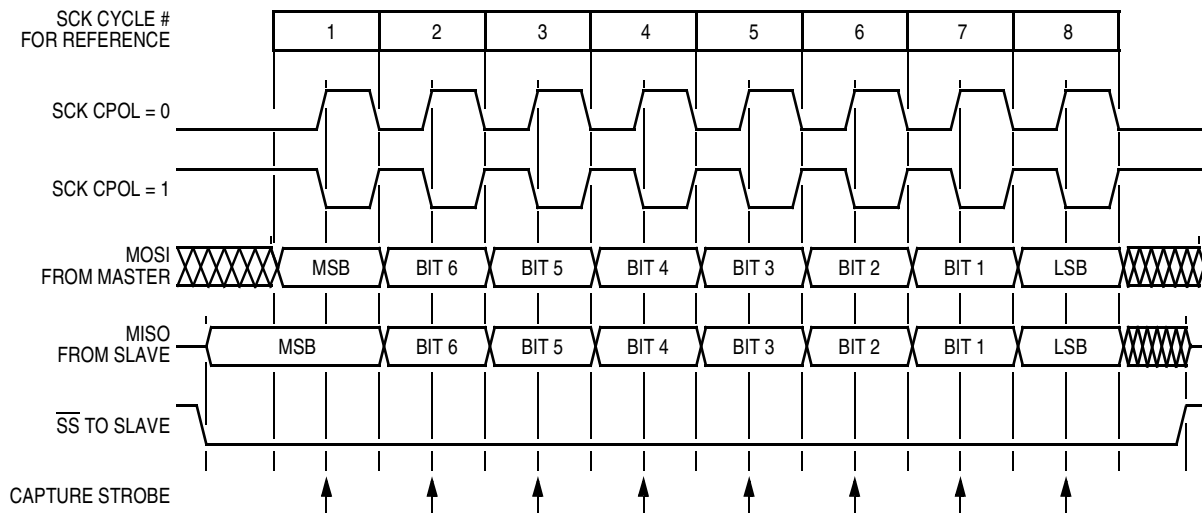 SCK CYCLE #
FOR REFERENCE
1 2 3 4 5 6 7 8
SCK CPOL = 0
SCK CPOL = 1
MOSI
FROM MASTER
MSB BIT 6 BIT 5 BIT 4 BIT 3 BIT 2 BIT 1 LSB
MISO
FROM SLAVE
MSB BIT 6 BIT 5 BIT 4 BIT 3 BIT 2 BIT 1 LSB
SS TO SLAVE
CAPTURE STROBE